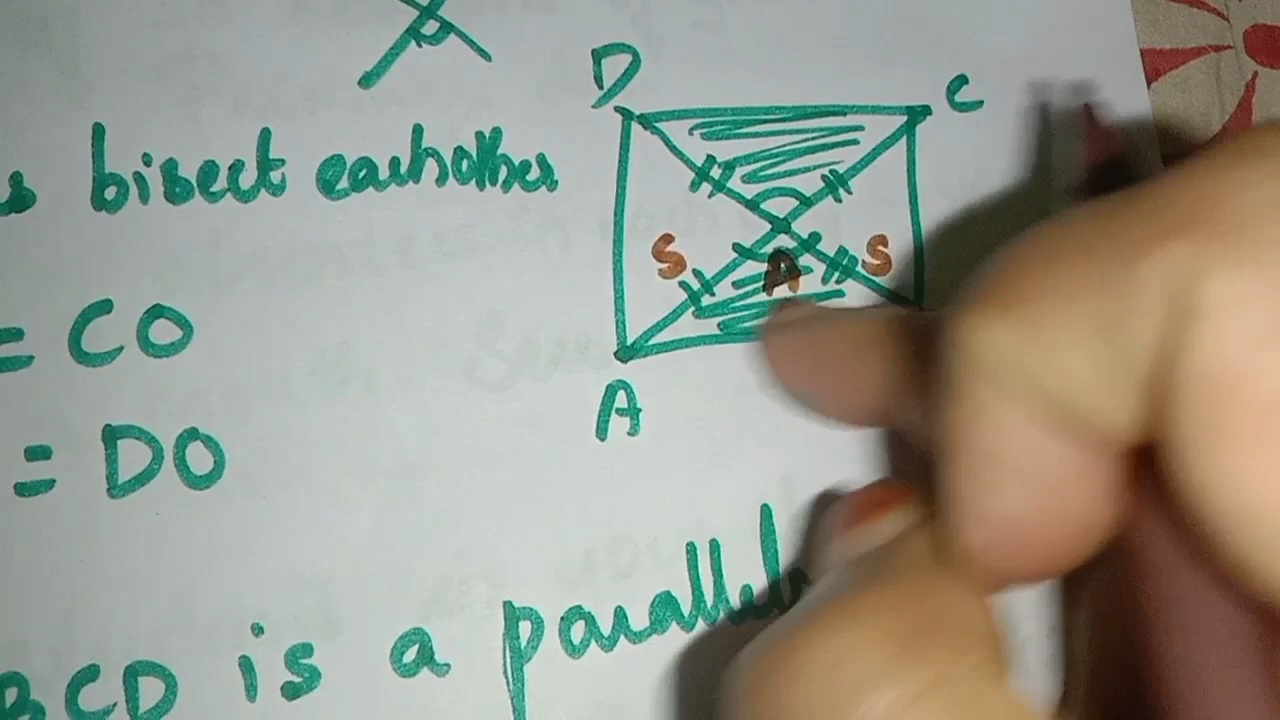 D C
bisect eachother
S A S
= CO
A
= DO
BCD is a parallel